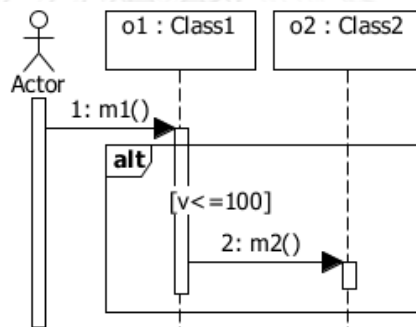 o1 : Class1
o2 : Class2
Actor
1: m1()
alt
[v<=100]
2: m2()